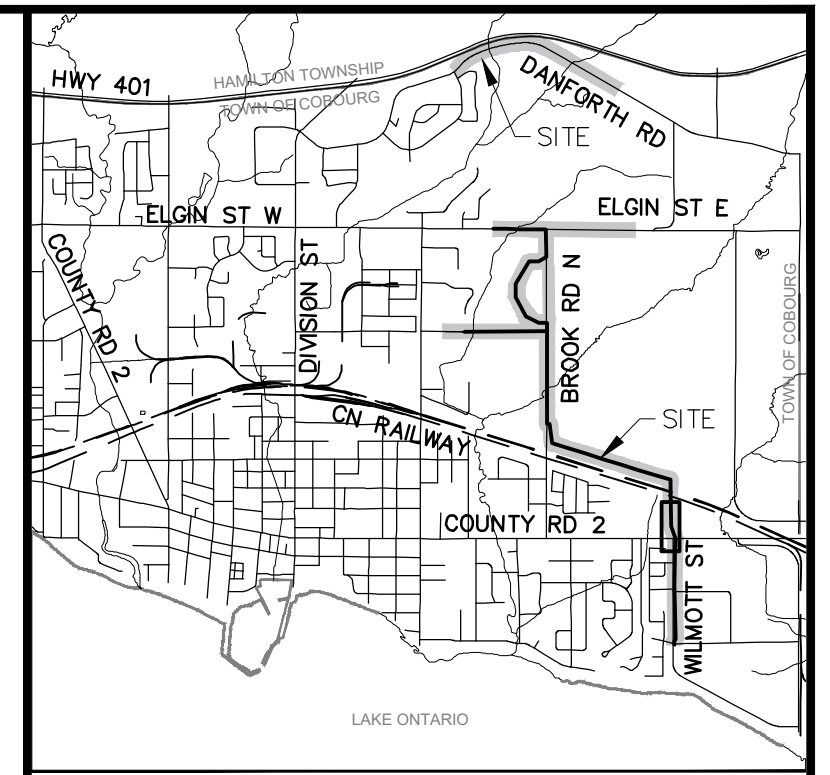 HWY 401
HAMILTON TOWNSHIP
TOWN OF COBOURG
DANFORTH RD
SITE
ELGIN ST W
ELGIN ST E
COUNTY RD 2
DIVISION ST
BROOK RD N
TOWN OF COBOURG
CN RAILWAY
SITE
COUNTY RD 2
WILMOTT ST
LAKE ONTARIO